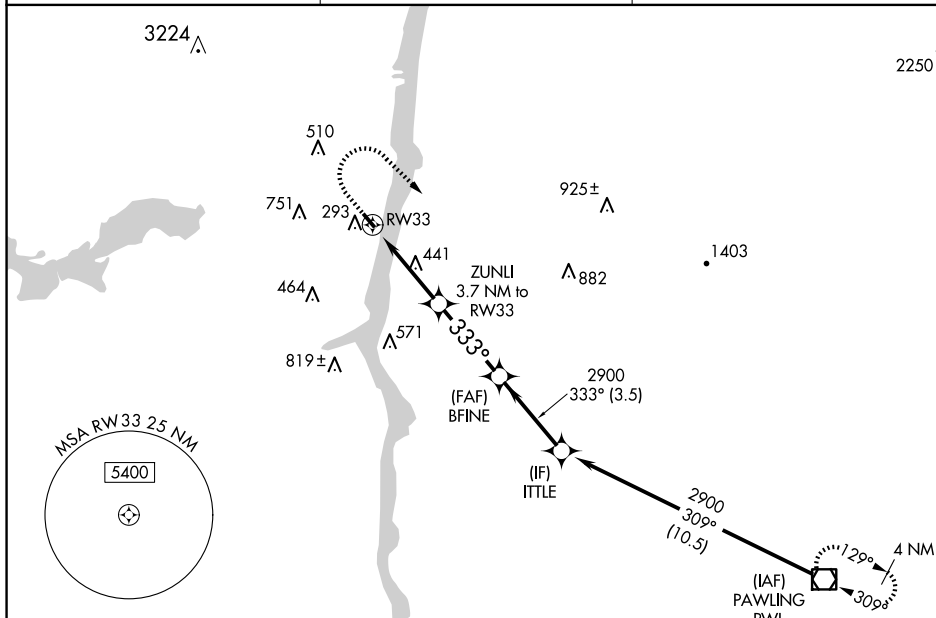 3224
2250
510
925±
751
293
RW33
441
1403
ZUNLI
3.7 NM to
RW33
882
464
333°
571
819±
2900
333° (3.5)
(FAF)
BFINE
MSA RW33 25 NM
5400
(IF)
ITTLE
2900
309°
(10.5)
129°
4 NM
309°
(IAF)
PAWLING
PWL